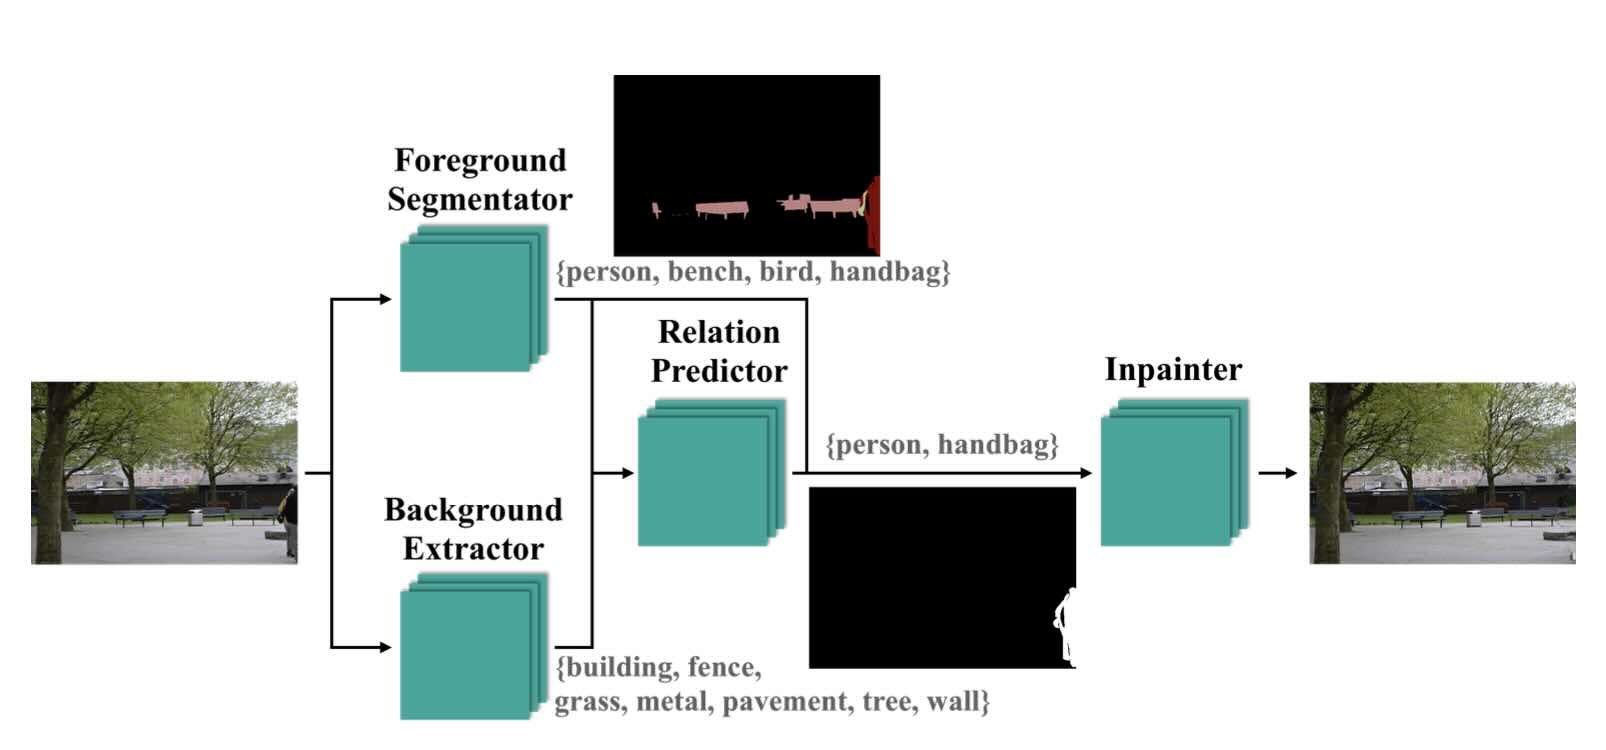 Foreground
Segmentator
{person, bench, bird, handbag}
Relation
Predictor
Inpainter
{person, handbag}
Background
Extractor
{building, fence,
grass, metal, pavement, tree, wall}